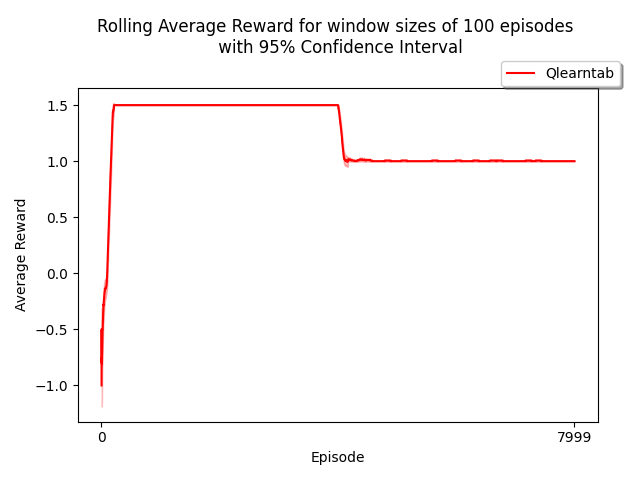 Rolling Average Reward for window sizes of 100 episodes
with 95% Confidence Interval
Qlearntab
1.5
1.0
0.5
0.0
−0.5
−1.0
Average Reward
0
7999
Episode